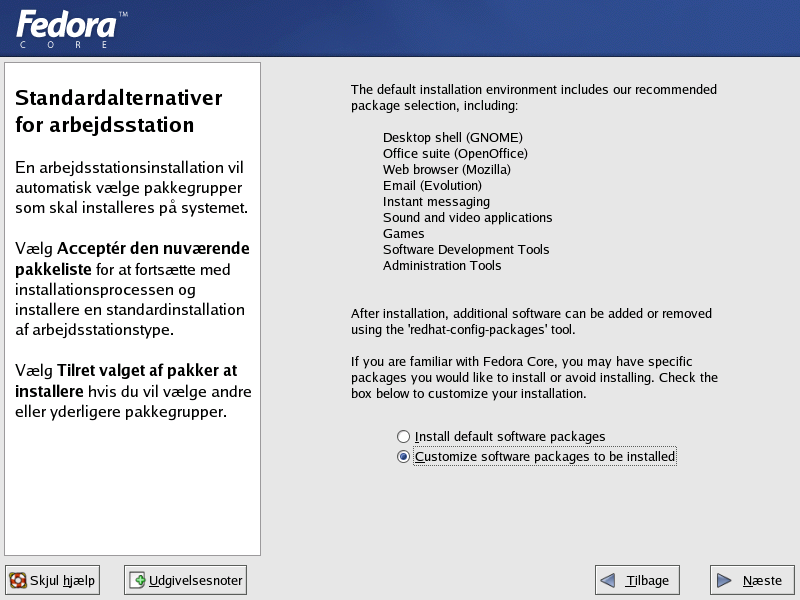 Fedora™
CORE
Standardalternativer
for arbejdsstation
En arbejdsstationsinstallation vil
automatisk vælge pakkegrupper
som skal installeres på systemet.
Vælg Acceptér den nuværende
pakkeliste for at fortsætte med
installationsprocessen og
installere en standardinstallation
af arbejdsstationstype.
Vælg Tilret valget af pakker at
installere hvis du vil vælge andre
eller yderligere pakkegrupper.
The default installation environment includes our recommended
package selection, including:
Desktop shell (GNOME)
Office suite (OpenOffice)
Web browser (Mozilla)
Email (Evolution)
Instant messaging
Sound and video applications
Games
Software Development Tools
Administration Tools
After installation, additional software can be added or removed
using the 'redhat-config-packages' tool.
If you are familiar with Fedora Core, you may have specific
packages you would like to install or avoid installing. Check the
box below to customize your installation.
Install default software packages
Customize software packages to be installed
Skjul hjælp
Udgivelsesnoter
Tilbage
Næste